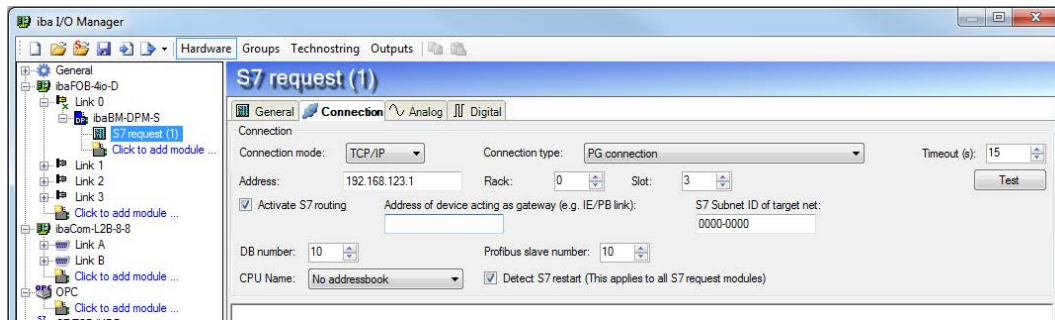 iba I/O Manager
Hardware Groups Technostring Outputs
General
ibaFOB-4io-D
Link 0
ibaBM-DPM-S
S7 request (1)
Click to add module ...
Link 1
Link 2
Link 3
Click to add module ...
ibaCom-L2B-8-8
Link A
Link B
Click to add module ...
OPC
Click to add module ...
S7 request (1)
General Connection Analog Digital
Connection
Connection mode: TCP/IP Connection type: PG connection Timeout (s): 15
Address: 192.168.123.1 Rack: 0 Slot: 3 Test
Activate S7 routing Address of device acting as gateway (e.g. IE/PB link): S7 Subnet ID of target net:
0000-0000
DB number: 10 Profibus slave number: 10
CPU Name: No addressbook Detect S7 restart (This applies to all S7 request modules)